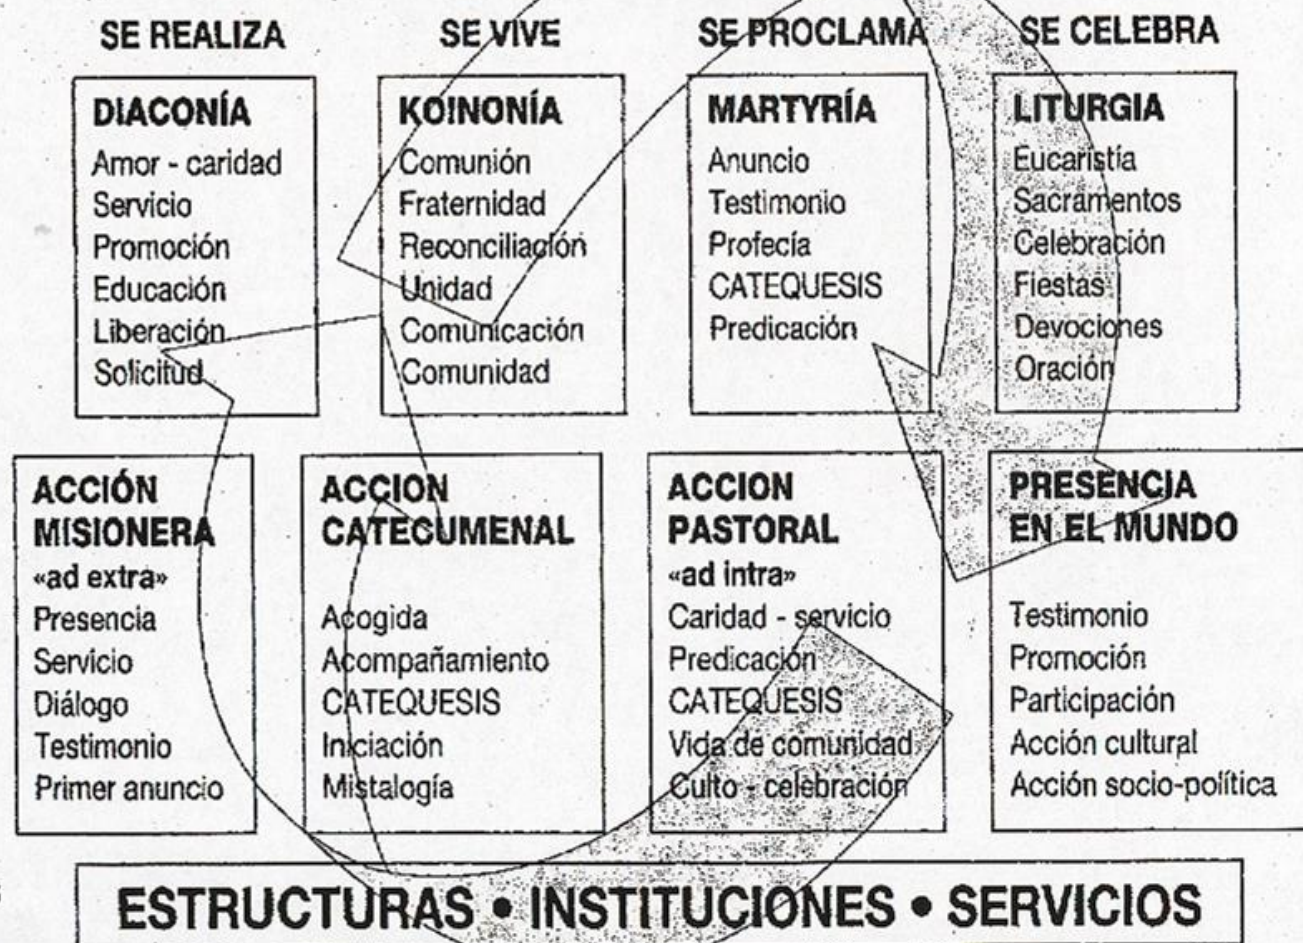 SE REALIZA
SE VIVE
SE PROCLAMA
SE CELEBRA
DIACONÍA
Amor - caridad
Servicio
Promoción
Educación
Liberación
Solicitud
KOINONÍA
Comunión
Fraternidad
Reconciliación
Unidad
Comunicación
Comunidad
MARTYRÍA
Anuncio
Testimonio
Profecía
CATEQUESIS
Predicación
LITURGIA
Eucaristía
Sacramentos
Celebración
Fiestas
Devociones
Oración
ACCIÓN
MISIONERA
«ad extra»
Presencia
Servicio
Diálogo
Testimonio
Primer anuncio
ACCION
CATECUMENAL
Acogida
Acompañamiento
CATEQUESIS
Iniciación
Mistalogía
ACCION
PASTORAL
«ad intra»
Caridad - servicio
Predicación
CATEQUESIS
Vida de comunidad
Culto - celebración
PRESENCIA
EN EL MUNDO
Testimonio
Promoción
Participación
Acción cultural
Acción socio-política
ESTRUCTURAS • INSTITUCIONES • SERVICIOS